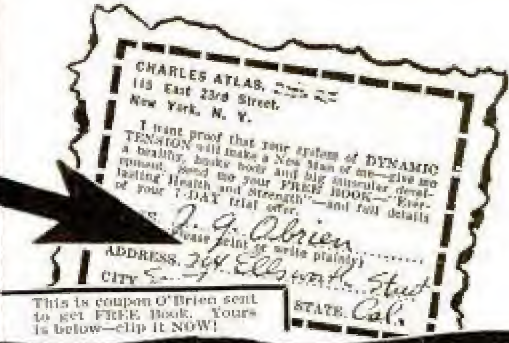 CHARLES ATLAS,
115 East 23rd Street,
New York, N. Y.
I want proof that your system of DYNAMIC
TENSION will make a New Man of me—give me
a healthy, husky body and big muscular devel-
opment. Send me your FREE BOOK—"Ever-
lasting Health and Strength"—and full details
of your 7-DAY trial offer.
J. G. O'Brien
(Please print or write plainly)
ADDRESS. Ellsworth Street
CITY STATE. Cal.
This is coupon O'Brien sent
to get FREE Book. Yours
is below—clip it NOW!